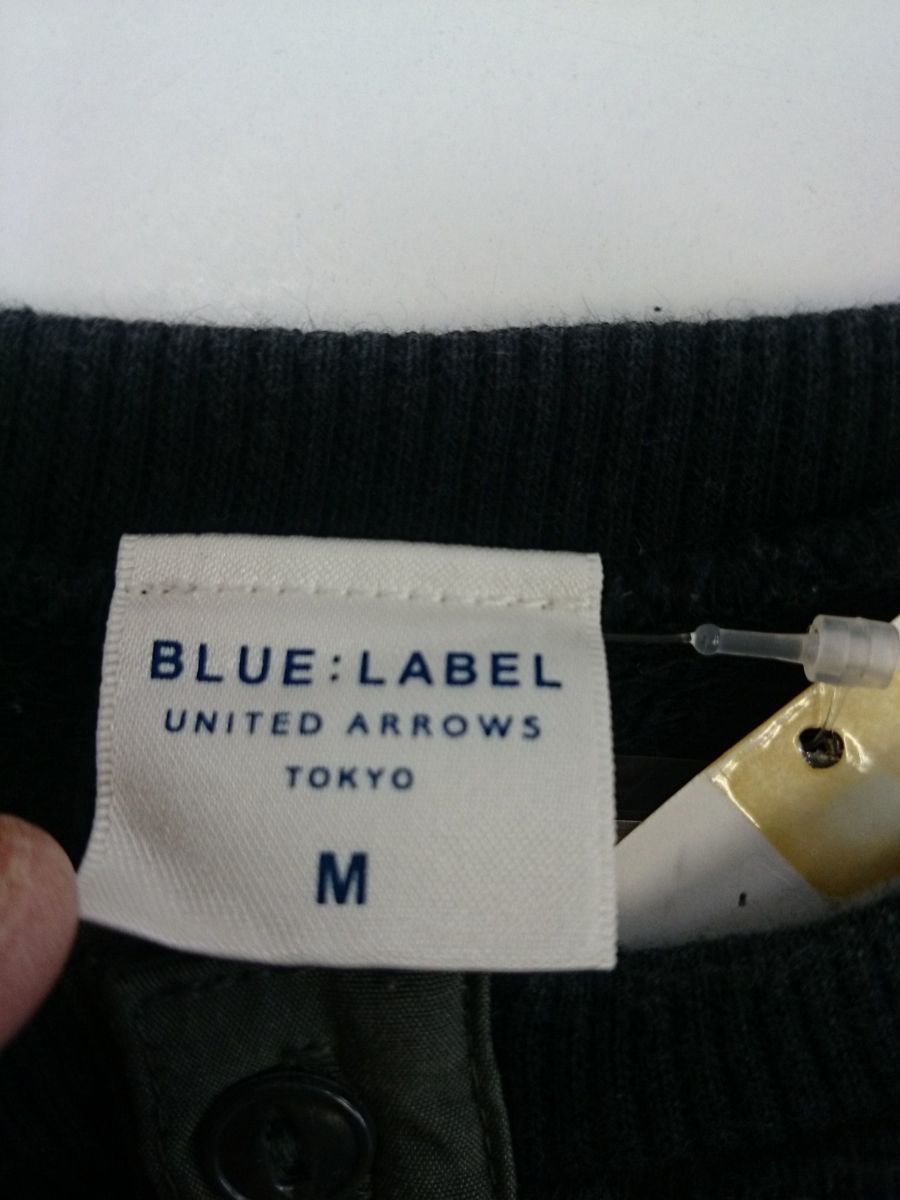 BLUE:LABEL
UNITED ARROWS
TOKYO
M